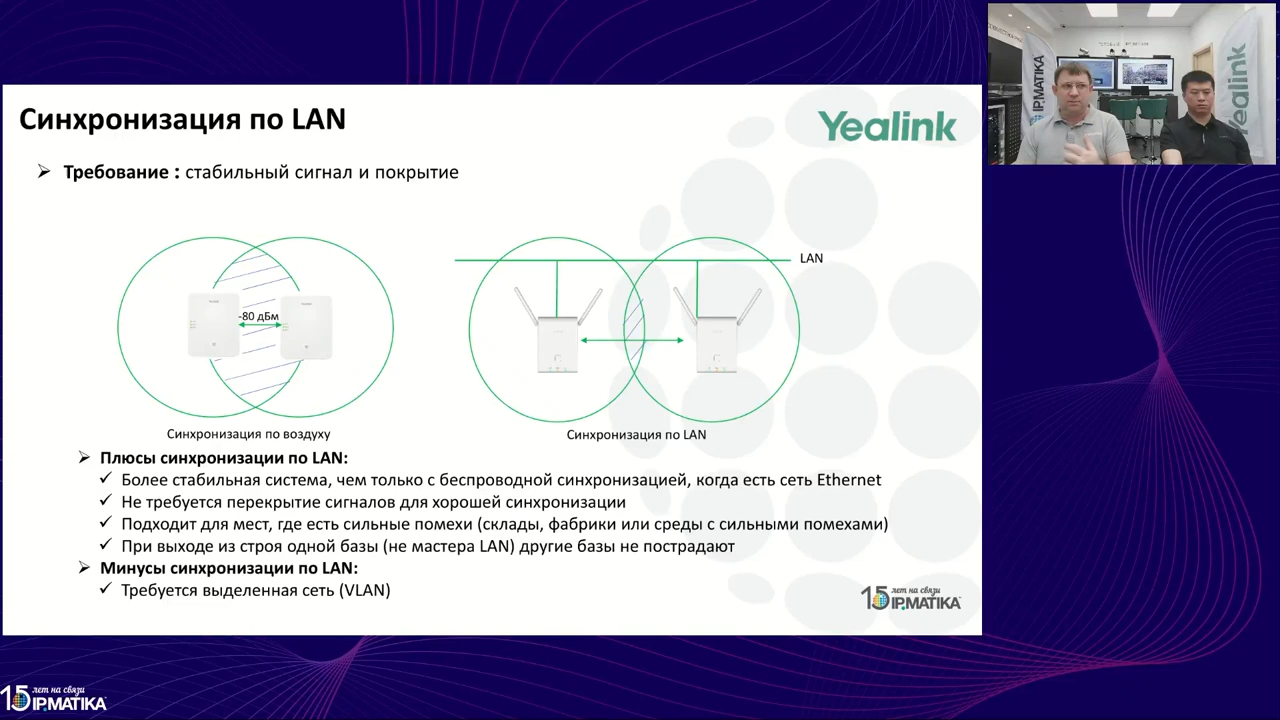 Синхронизация по LAN
Yealink
Требование : стабильный сигнал и покрытие
LAN
-80 дБм
Синхронизация по воздуху
Синхронизация по LAN
Плюсы синхронизации по LAN:
Более стабильная система, чем только с беспроводной синхронизацией, когда есть сеть Ethernet
Не требуется перекрытие сигналов для хорошей синхронизации
Подходит для мест, где есть сильные помехи (склады, фабрики или среды с сильными помехами)
При выходе из строя одной базы (не мастера LAN) другие базы не пострадают
Минусы синхронизации по LAN:
Требуется выделенная сеть (VLAN)
15 лет на связи
IPMATIKA
IPMATIKA
Yealink
15 лет на связи
IPMATIKA